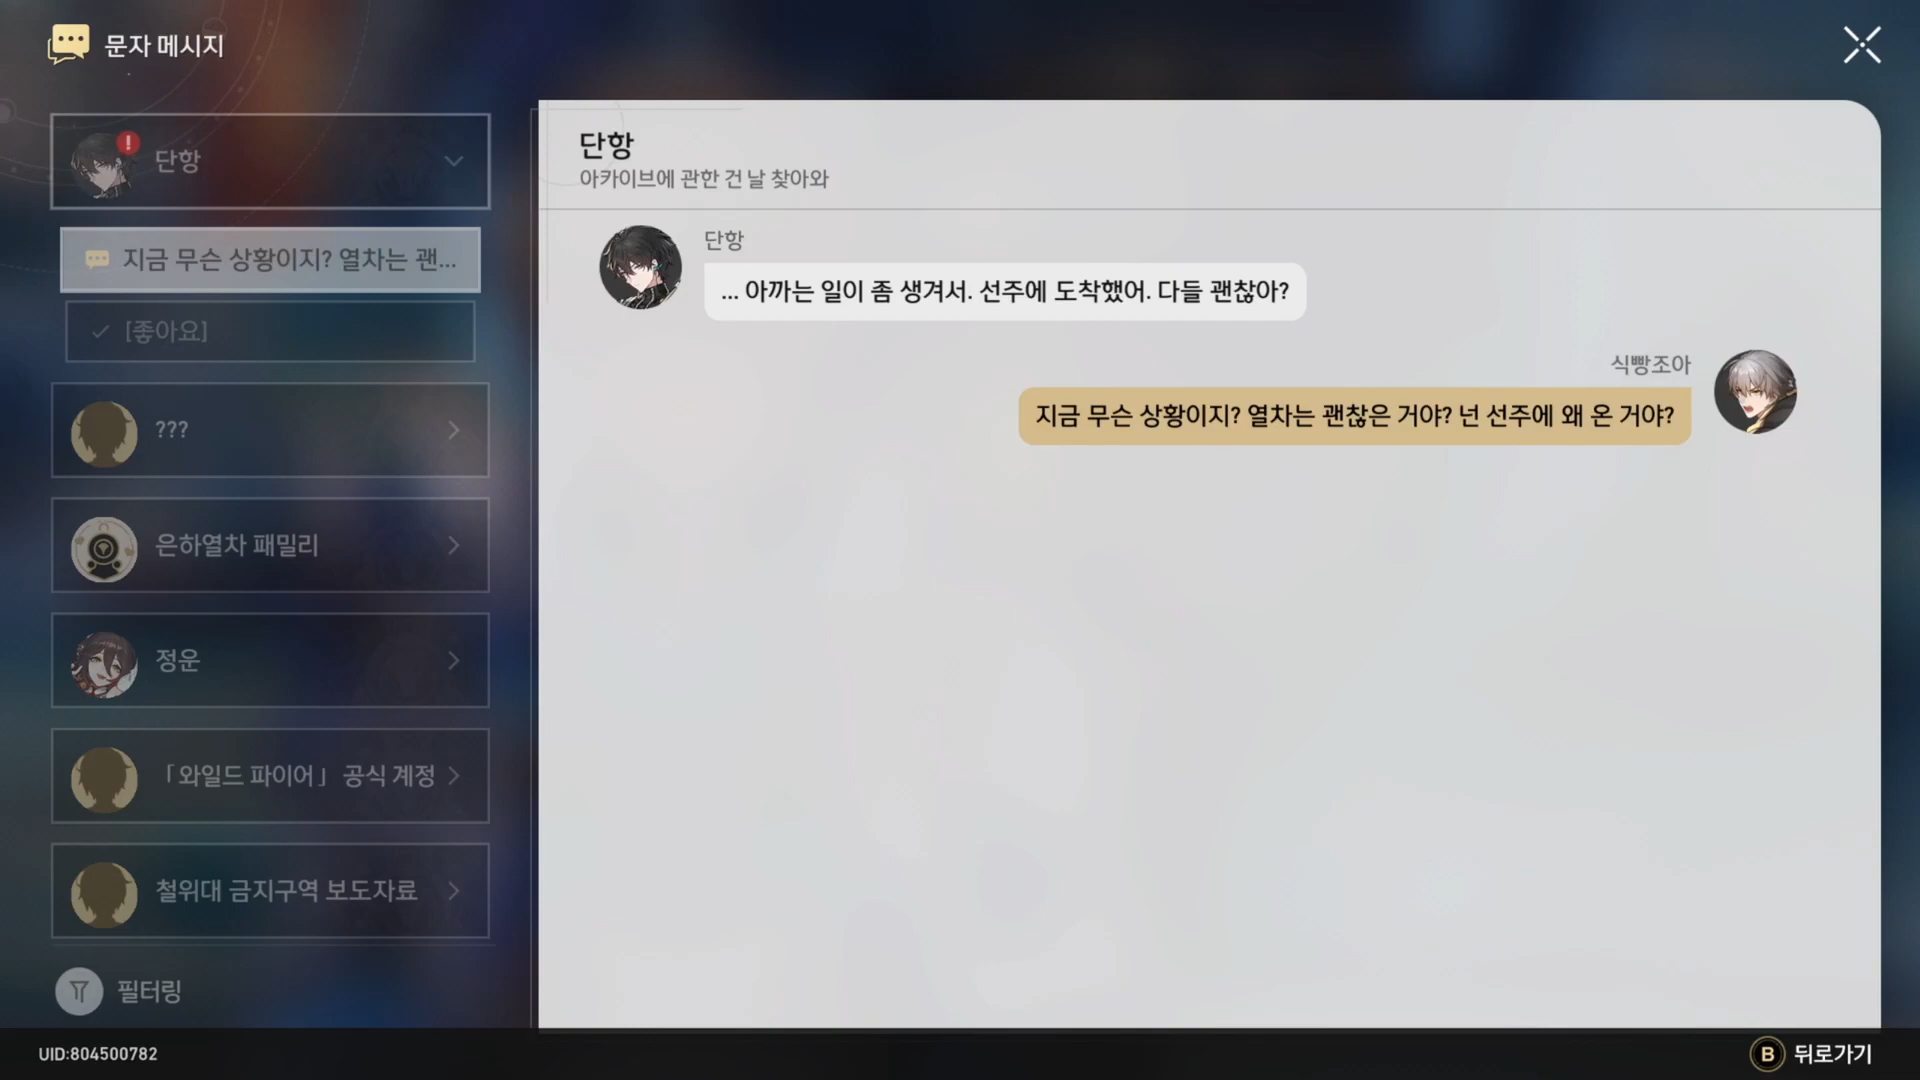 문자 메시지
단항
지금 무슨 상황이지? 열차는 괜...
[좋아요]
???
은하열차 패밀리
정운
「와일드 파이어」 공식 계정
철위대 금지구역 보도자료
필터링
단항
아카이브에 관한 건 날 찾아와
단항
... 아까는 일이 좀 생겨서. 선주에 도착했어. 다들 괜찮아?
식빵조아
지금 무슨 상황이지? 열차는 괜찮은 거야? 넌 선주에 왜 온 거야?
UID:804500782
B 뒤로가기